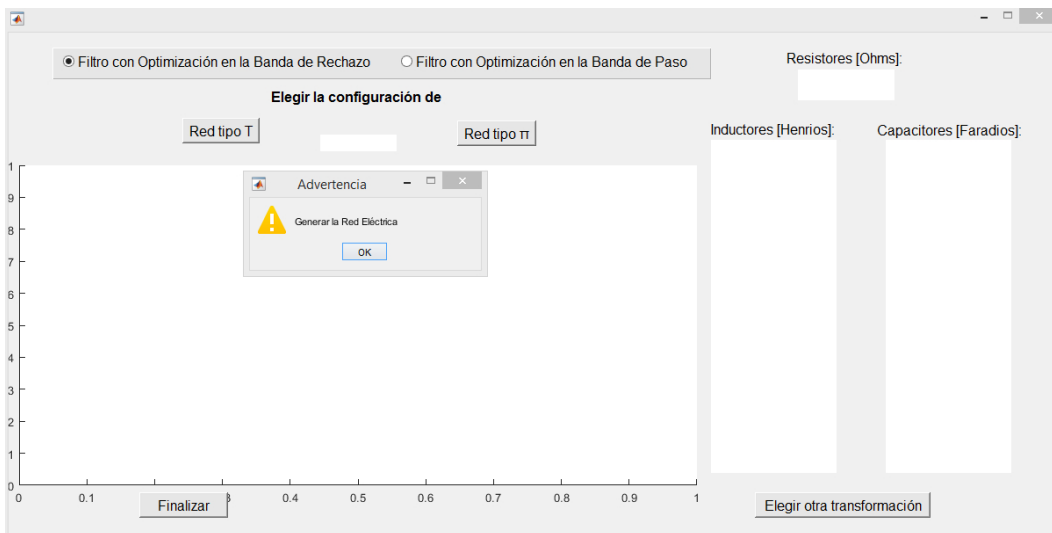 Filtro con Optimización en la Banda de Rechazo Filtro con Optimización en la Banda de Paso
Resistores [Ohms]:
Elegir la configuración de
Red tipo T
Red tipo π
Inductores [Henrios]:
Capacitores [Faradios]:
Advertencia
Generar la Red Eléctrica
OK
1
9
8
7
6
5
4
3
2
1
0
0 0.1 3 0.4 0.5 0.6 0.7 0.8 0.9 1
Finalizar
Elegir otra transformación